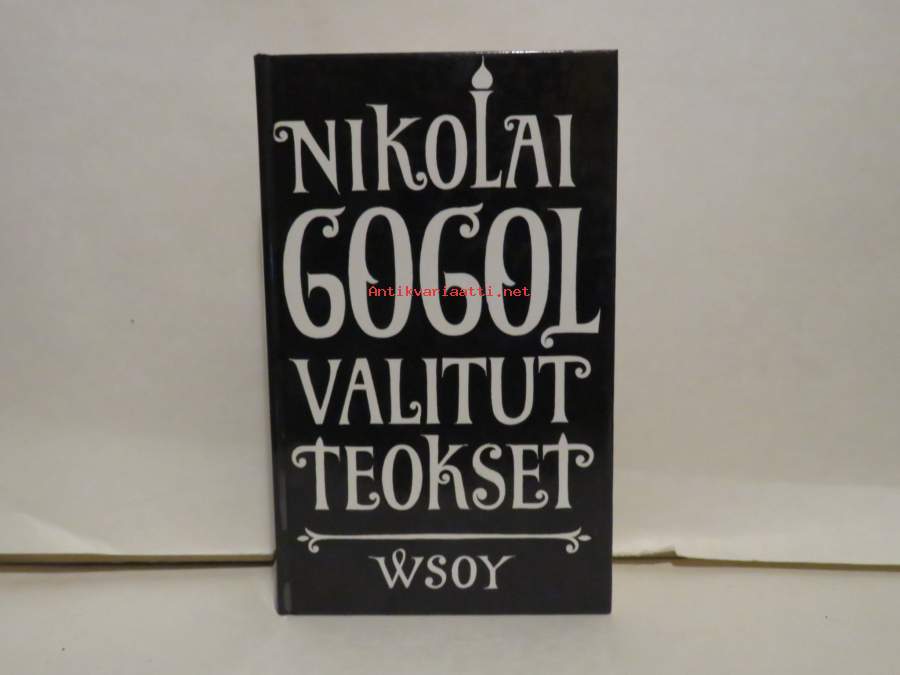 NIKOLAI
GOGOL
Antikvariaatti.net
VALITUT
TEOKSET
WSOY